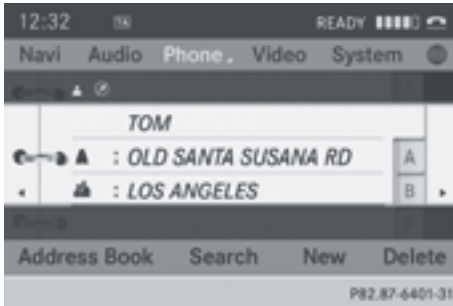 12:32 READY
Navi Audio Phone Video System
TOM
: OLD SANTA SUSANA RD A
: LOS ANGELES B
Address Book Search New Delete
P82.87-6401-31